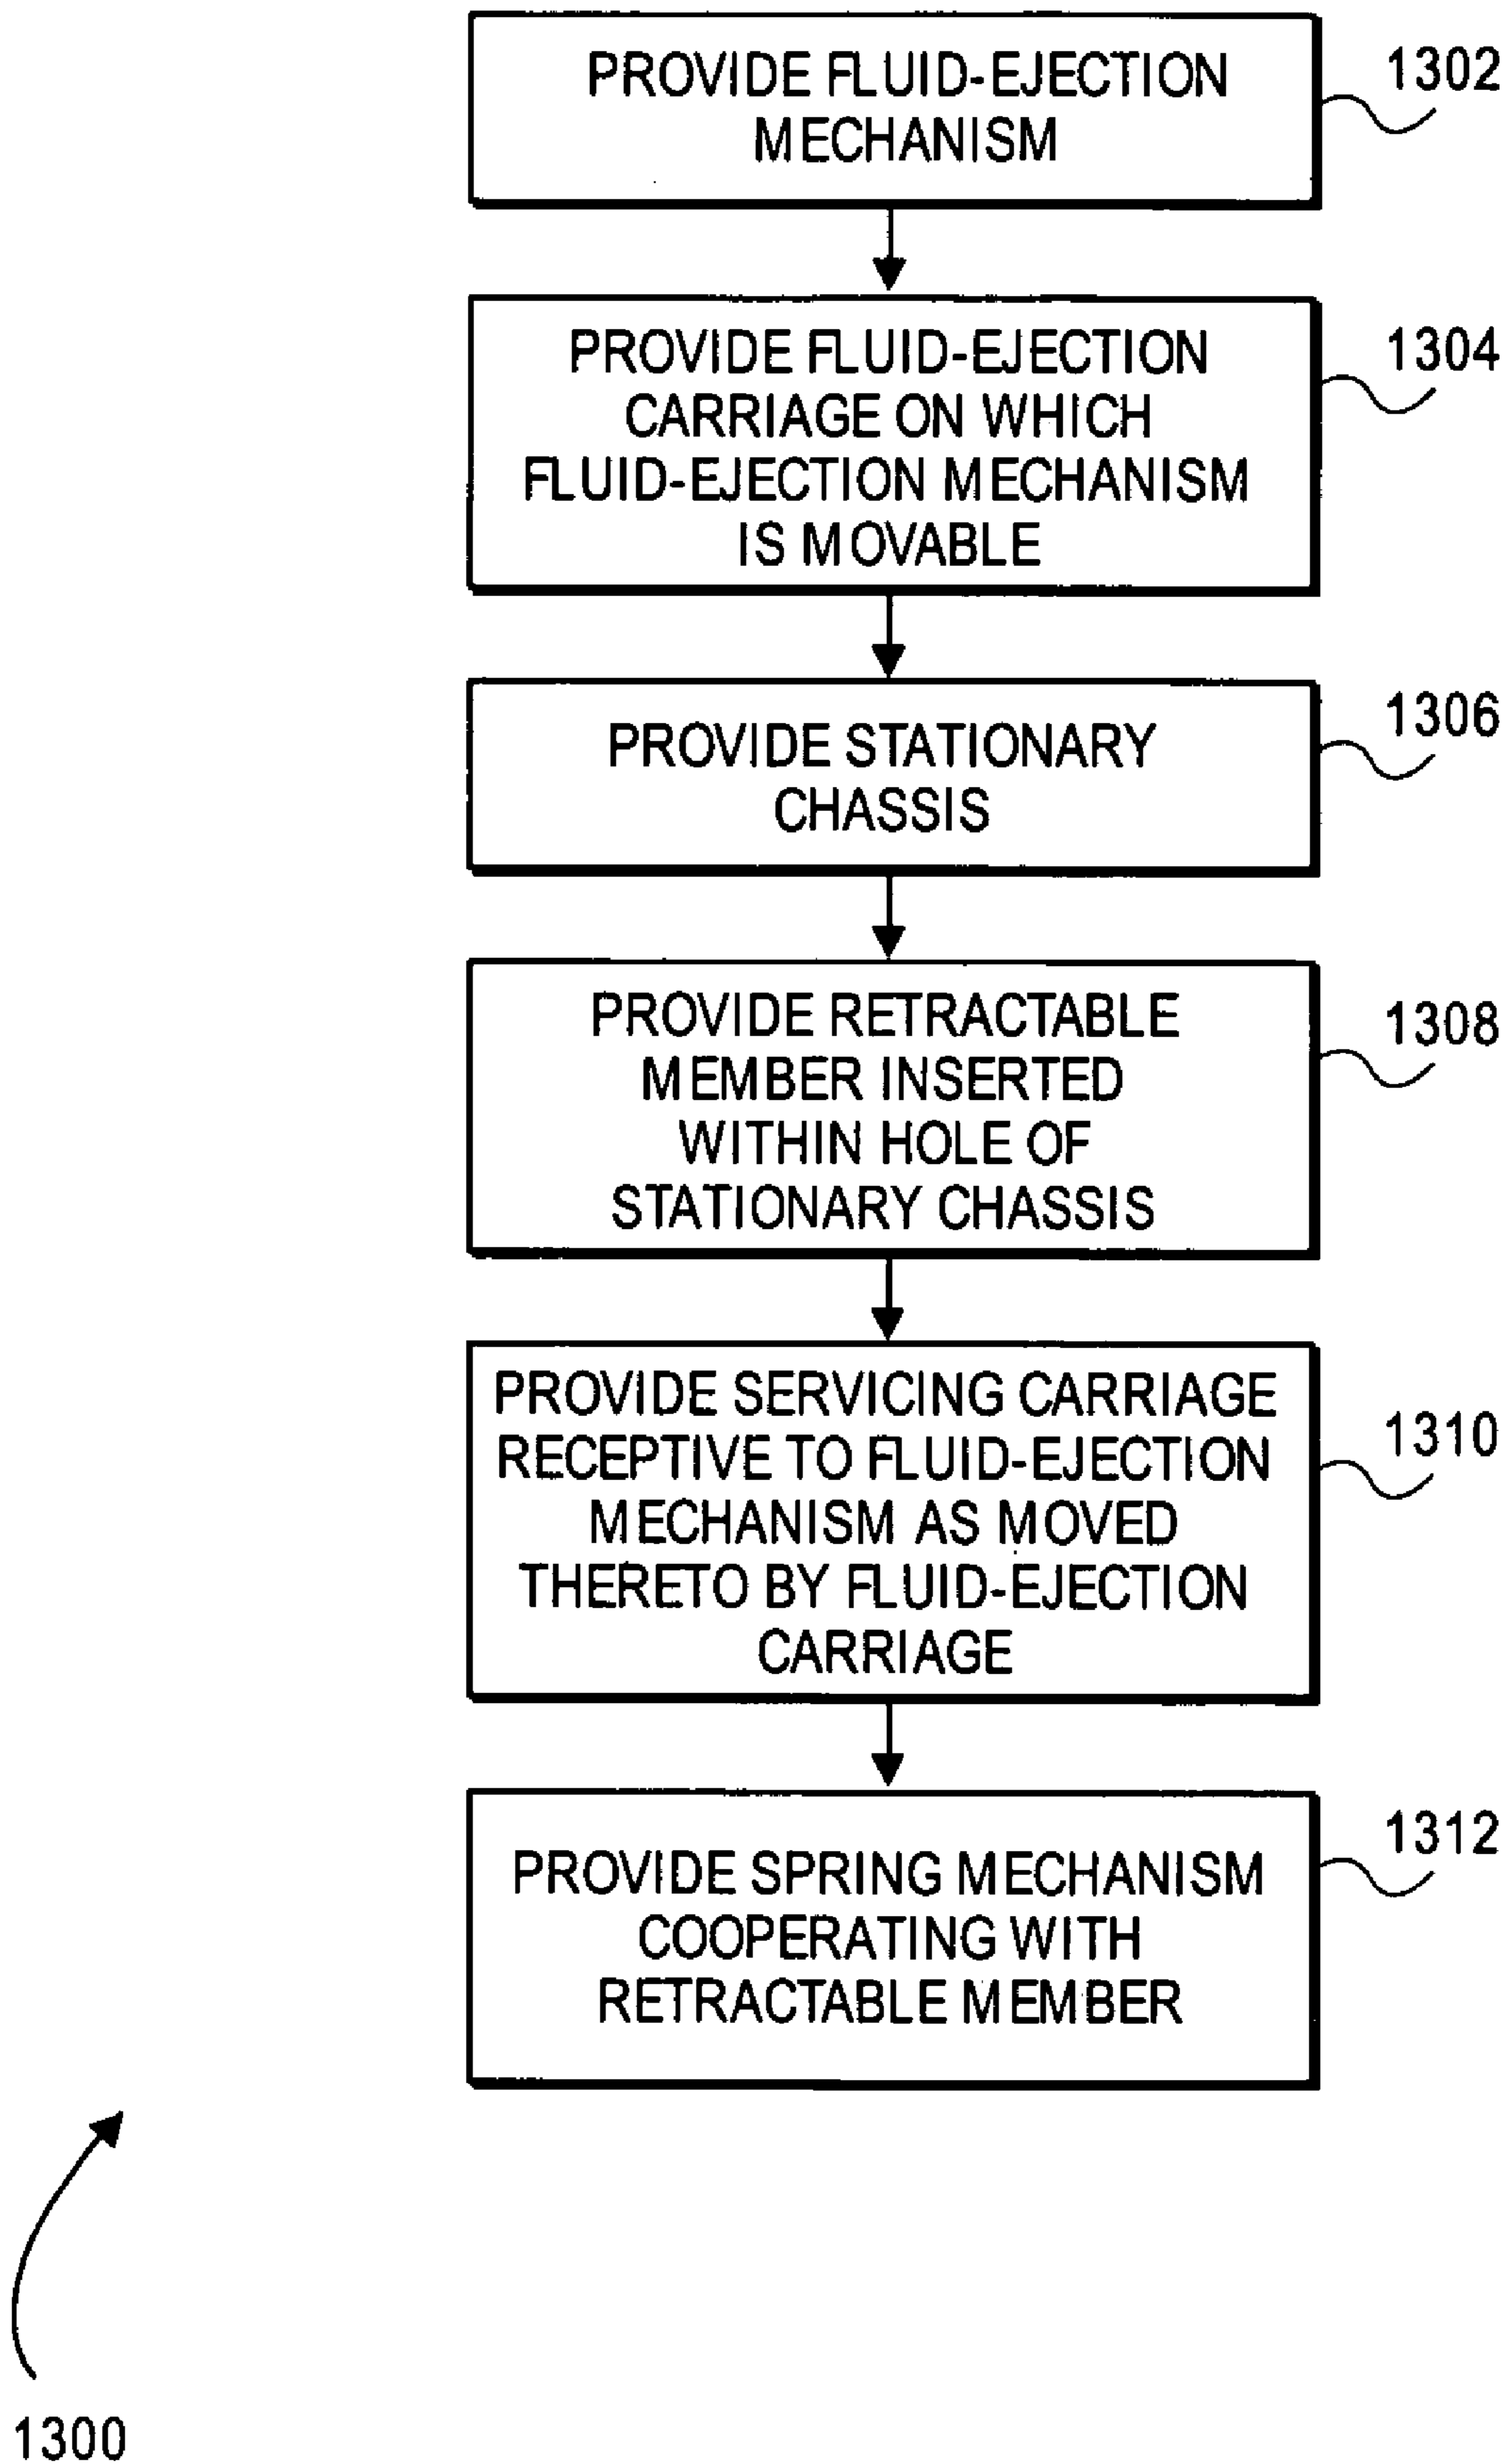 PROVIDE FLUID-EJECTION
MECHANISM
1302
PROVIDE FLUID-EJECTION
CARRIAGE ON WHICH
FLUID-EJECTION MECHANISM
IS MOVABLE
1304
PROVIDE STATIONARY
CHASSIS
1306
PROVIDE RETRACTABLE
MEMBER INSERTED
WITHIN HOLE OF
STATIONARY CHASSIS
1308
PROVIDE SERVICING CARRIAGE
RECEPTIVE TO FLUID-EJECTION
MECHANISM AS MOVED
THERETO BY FLUID-EJECTION
CARRIAGE
1310
PROVIDE SPRING MECHANISM
COOPERATING WITH
RETRACTABLE MEMBER
1312
1300